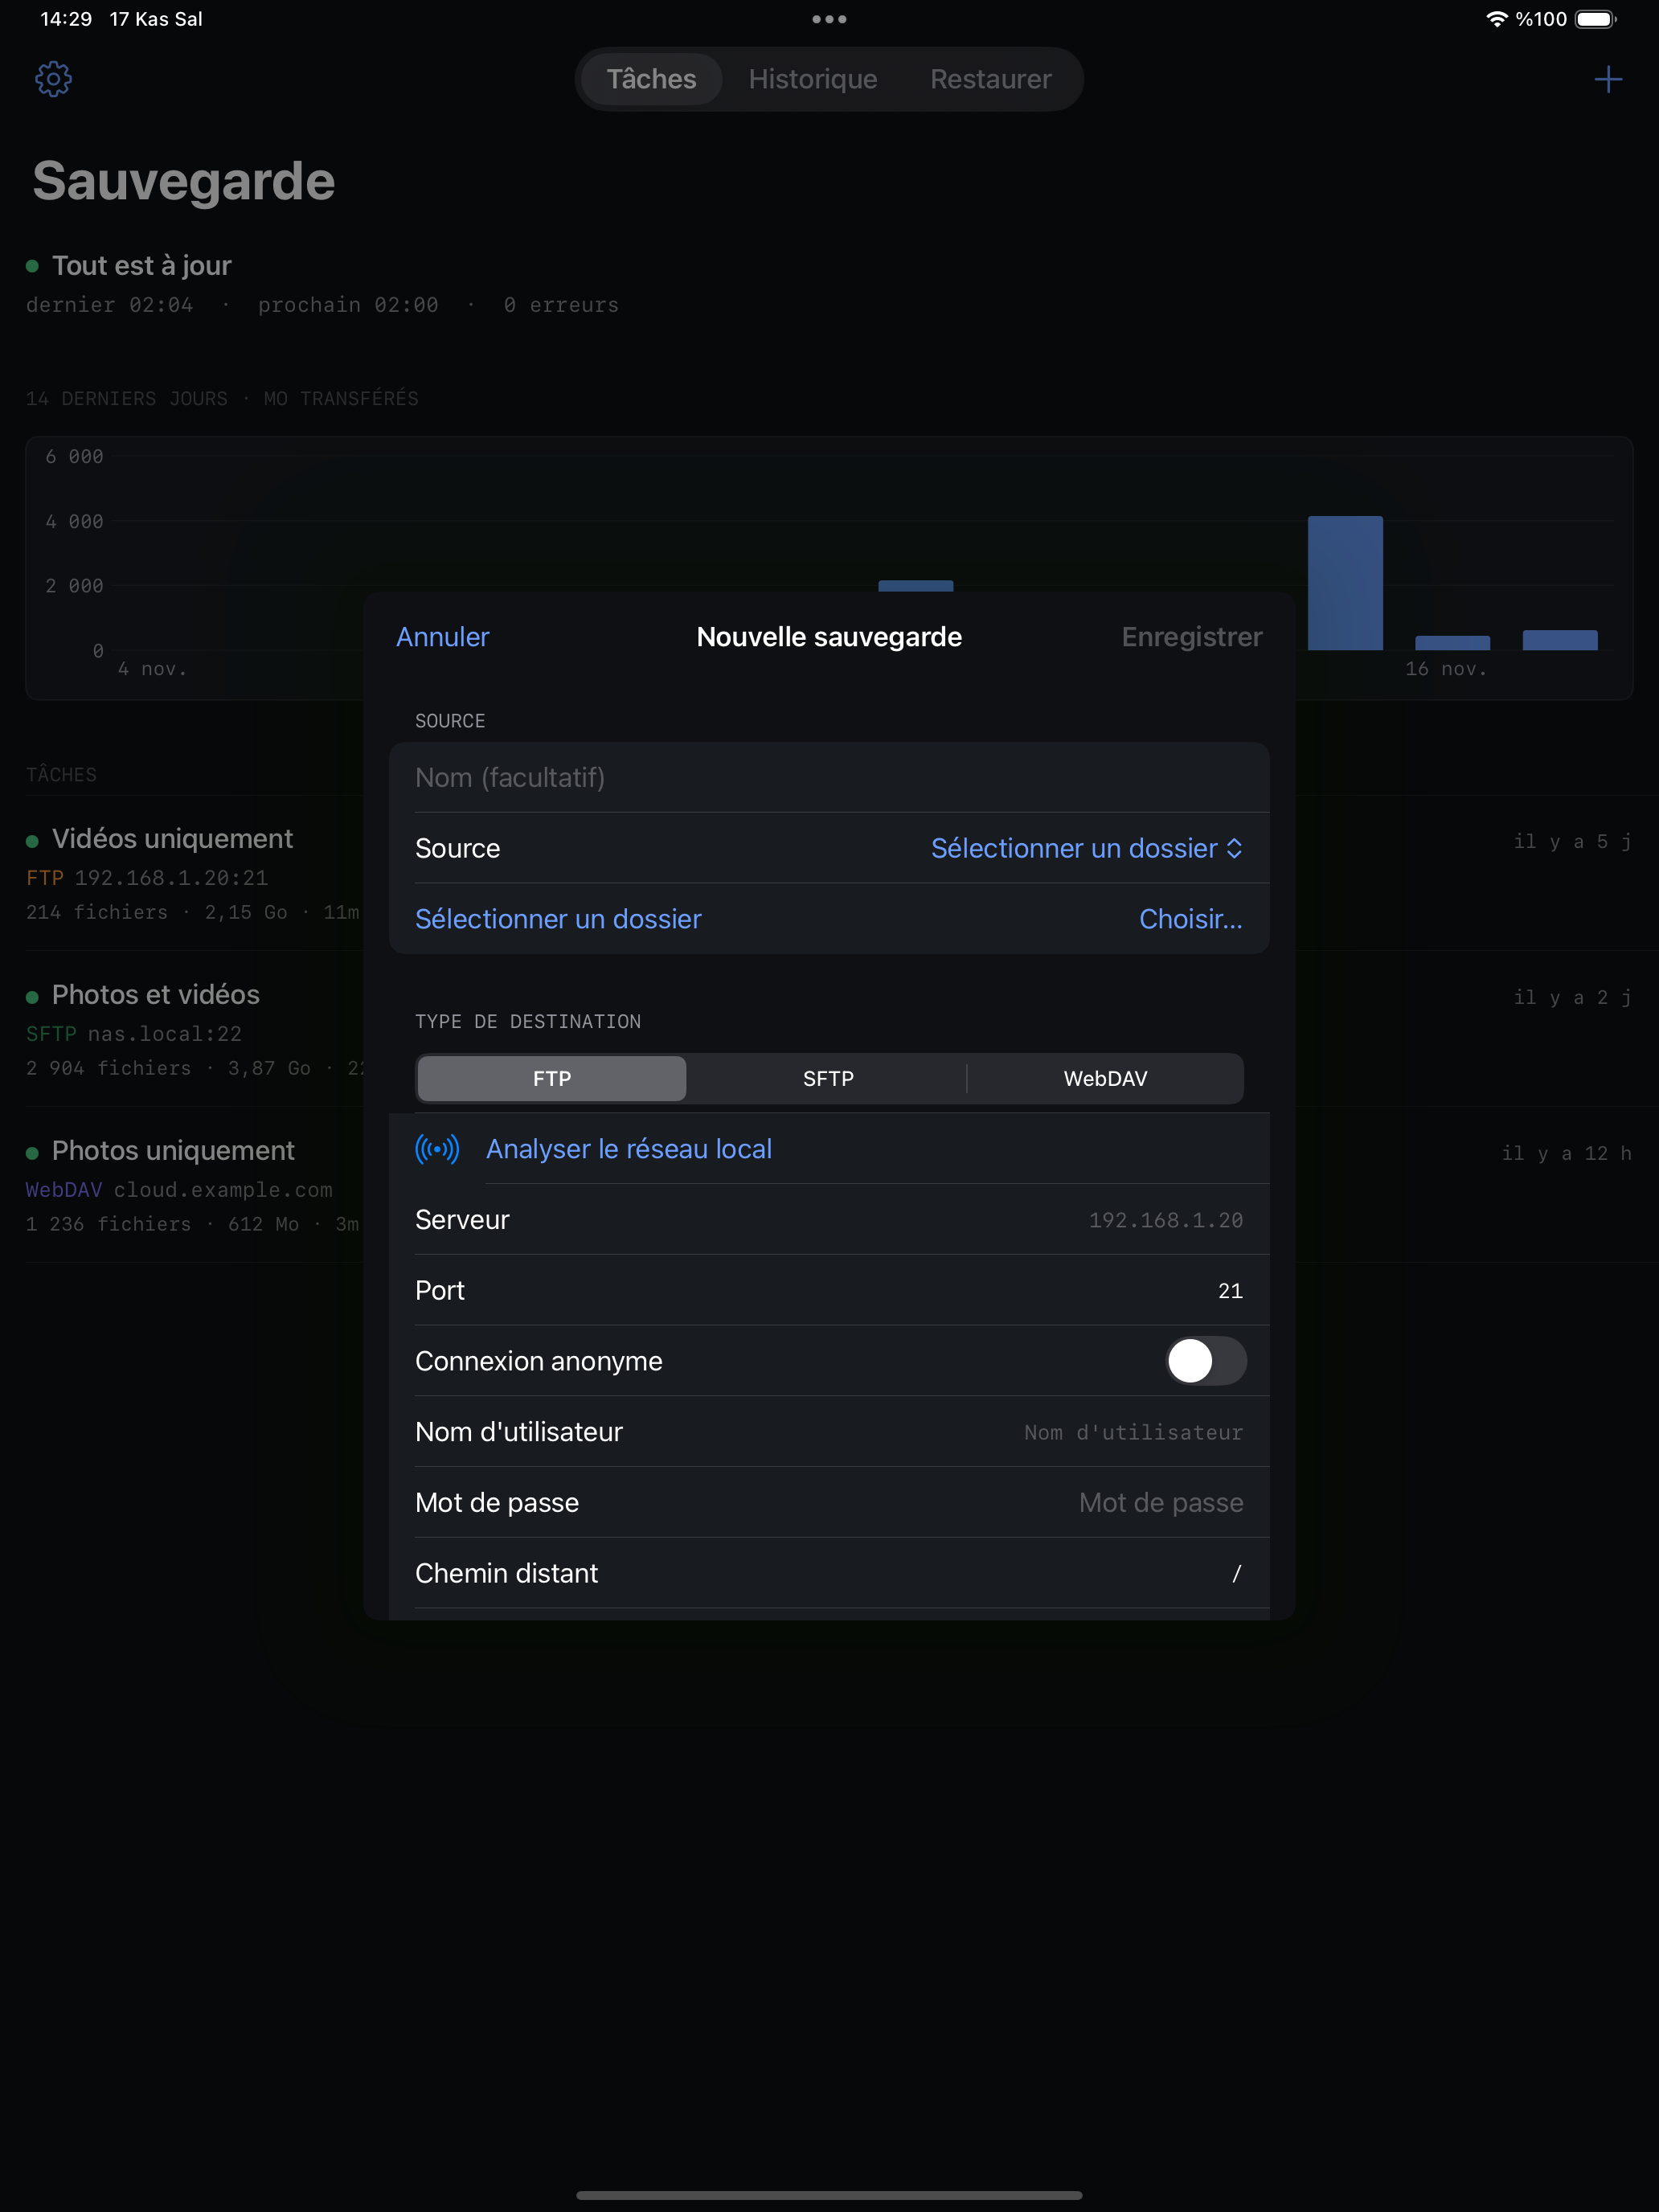 14:29 17 Kas Sal
%100
Tâches Historique Restaurer
Sauvegarde
Tout est à jour
dernier 02:04 · prochain 02:00 · 0 erreurs
14 DERNIERS JOURS · MO TRANSFÉRÉS
6 000
4 000
2 000
0
4 nov.
16 nov.
TÂCHES
Vidéos uniquement
il y a 5 j
FTP 192.168.1.20:21
214 fichiers · 2,15 Go · 11m
Photos et vidéos
il y a 2 j
SFTP nas.local:22
2 904 fichiers · 3,87 Go · 22
Photos uniquement
il y a 12 h
WebDAV cloud.example.com
1 236 fichiers · 612 Mo · 3m
Annuler Nouvelle sauvegarde Enregistrer
SOURCE
Nom (facultatif)
Source Sélectionner un dossier
Sélectionner un dossier Choisir...
TYPE DE DESTINATION
FTP SFTP WebDAV
Analyser le réseau local
Serveur 192.168.1.20
Port 21
Connexion anonyme
Nom d'utilisateur Nom d'utilisateur
Mot de passe Mot de passe
Chemin distant /